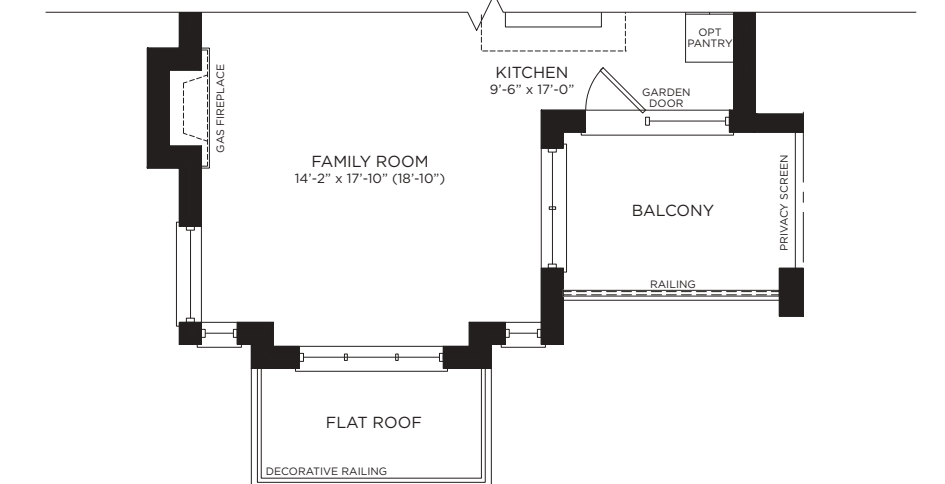 OPT
PANTRY
KITCHEN
9'-6" x 17'-0"
GARDEN
DOOR
GAS FIREPLACE
FAMILY ROOM
14'-2" x 17'-10" (18'-10")
BALCONY
PRIVACY SCREEN
RAILING
FLAT ROOF
DECORATIVE RAILING